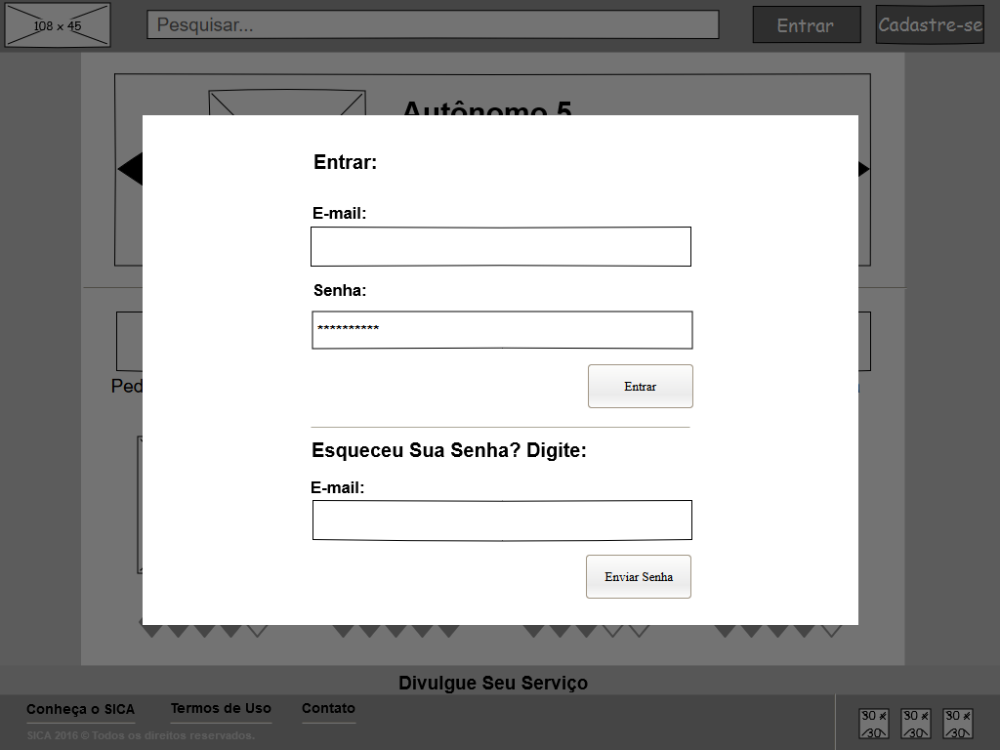 108 x 45
Pesquisar...
Entrar
Cadastre-se
Autônomo 5
Entrar:
E-mail:
Senha:
**********
Entrar
Ped
Esqueceu Sua Senha? Digite:
E-mail:
Enviar Senha
Divulgue Seu Serviço
Conheça o SICA
Termos de Uso
Contato
SICA 2016 © Todos os direitos reservados.
30 x
30
30 x
30
30 x
30